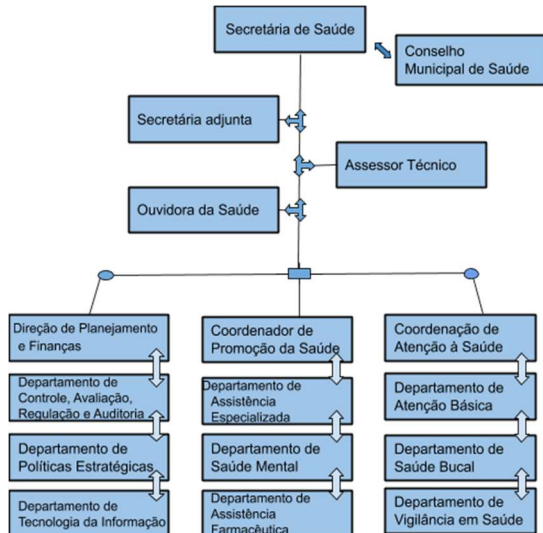 Secretária de Saúde
Conselho
Municipal de Saúde
Secretária adjunta
Assessor Técnico
Ouvidora da Saúde
Direção de Planejamento
e Finanças
Departamento de
Controle, Avaliação,
Regulação e Auditoria
Departamento de
Políticas Estratégicas
Departamento de
Tecnologia da Informação
Coordenador de
Promoção da Saúde
Departamento de
Assistência
Especializada
Departamento de
Saúde Mental
Departamento de
Assistência
Farmacêutica
Coordenação de
Atenção à Saúde
Departamento de
Atenção Básica
Departamento de
Saúde Bucal
Departamento de
Vigilância em Saúde